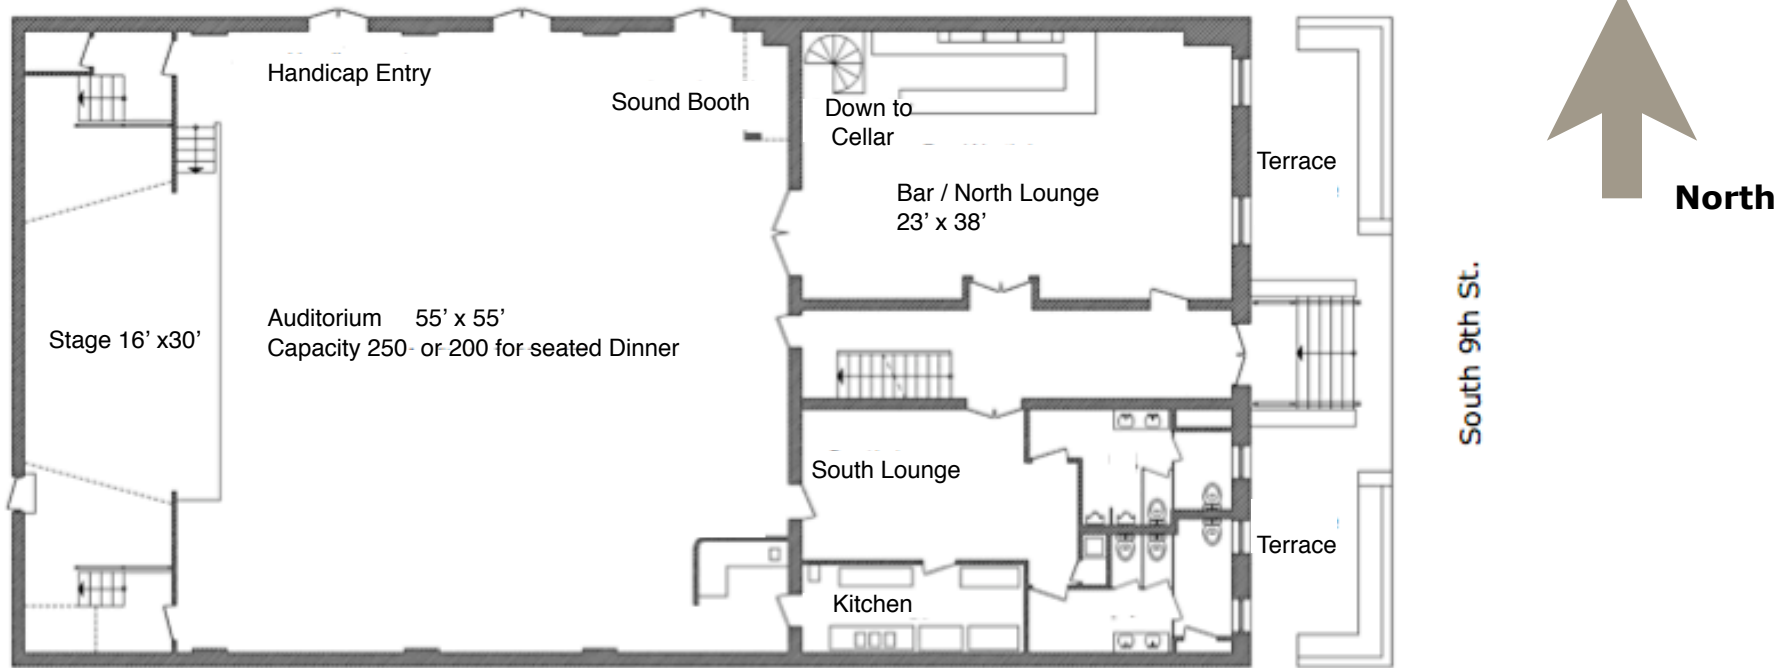 Handicap Entry
Sound Booth
Down to
Cellar
Terrace
North
Bar / North Lounge
23' x 38'
South 9th St.
Auditorium 55' x 55'
Capacity 250- or 200 for seated Dinner
Stage 16' x30'
South Lounge
Terrace
Kitchen